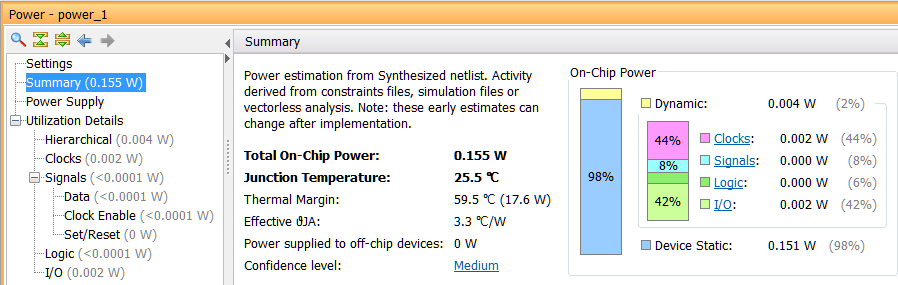 Power - power_1
Settings
Summary (0.155 W)
Power Supply
Utilization Details
Hierarchical (0.004 W)
Clocks (0.002 W)
Signals (<0.0001 W)
Data (<0.0001 W)
Clock Enable (<0.0001 W)
Set/Reset (0 W)
Logic (<0.0001 W)
I/O (0.002 W)
Summary
Power estimation from Synthesized netlist. Activity
derived from constraints files, simulation files or
vectorless analysis. Note: these early estimates can
change after implementation.
Total On-Chip Power: 0.155 W
Junction Temperature: 25.5 ℃
Thermal Margin: 59.5 ℃ (17.6 W)
Effective ϑJA: 3.3 ℃/W
Power supplied to off-chip devices: 0 W
Confidence level: Medium
On-Chip Power
98%
Dynamic: 0.004 W (2%)
44% Clocks: 0.002 W (44%)
8% Signals: 0.000 W (8%)
Logic: 0.000 W (6%)
42% I/O: 0.002 W (42%)
Device Static: 0.151 W (98%)